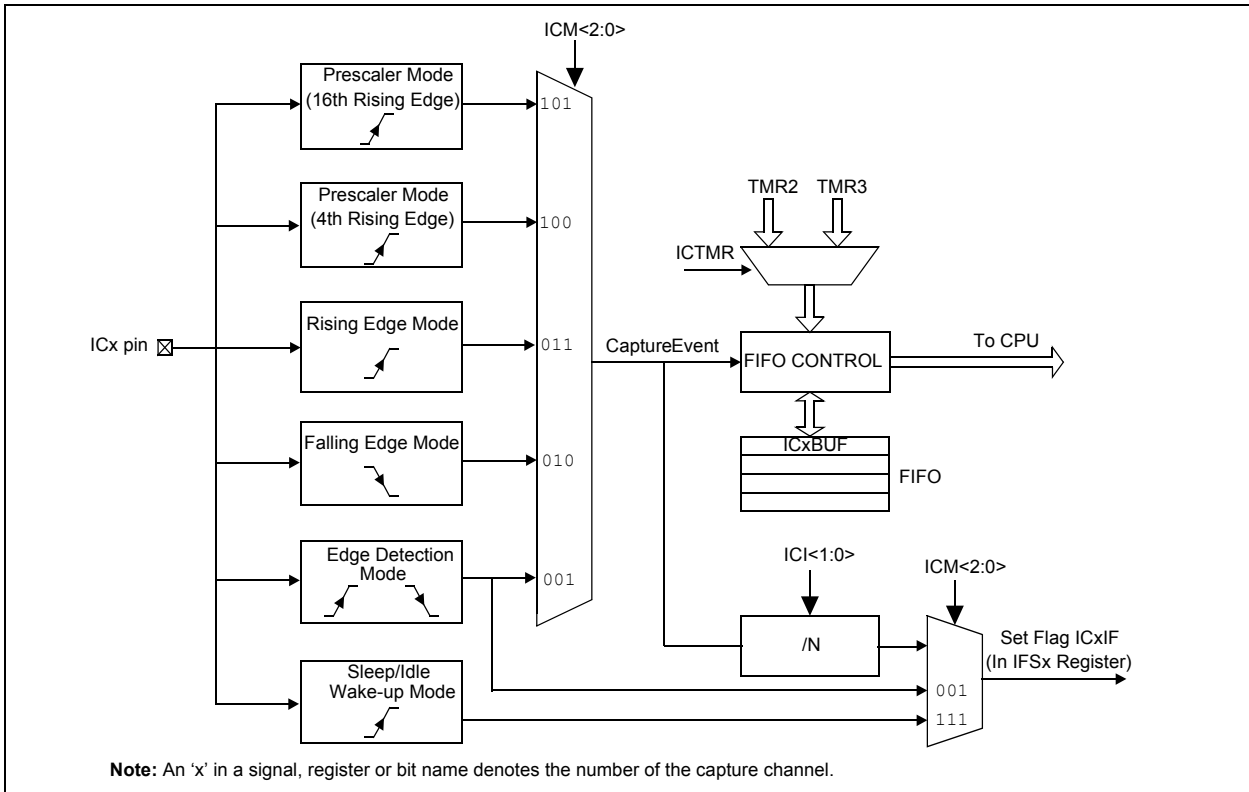 ICM<2:0>
Prescaler Mode
(16th Rising Edge)
101
Prescaler Mode
(4th Rising Edge)
100
TMR2 TMR3
ICTMR
Rising Edge Mode
011
ICx pin
CaptureEvent
FIFO CONTROL
To CPU
Falling Edge Mode
010
ICxBUF
FIFO
Edge Detection
Mode
001
ICI<1:0>
ICM<2:0>
/N
Set Flag ICxIF
(In IFSx Register)
Sleep/Idle
Wake-up Mode
001
111
Note: An ‘x’ in a signal, register or bit name denotes the number of the capture channel.